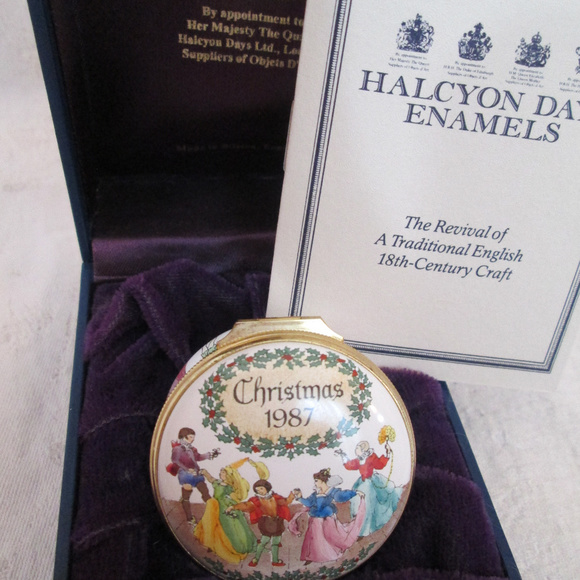 By appointment to
Her Majesty The Que
Halcyon Days Ltd., Lo
Suppliers of Objets D'
HALCYON DAY
ENAMELS
The Revival of
A Traditional English
18th-Century Craft
Christmas
1987